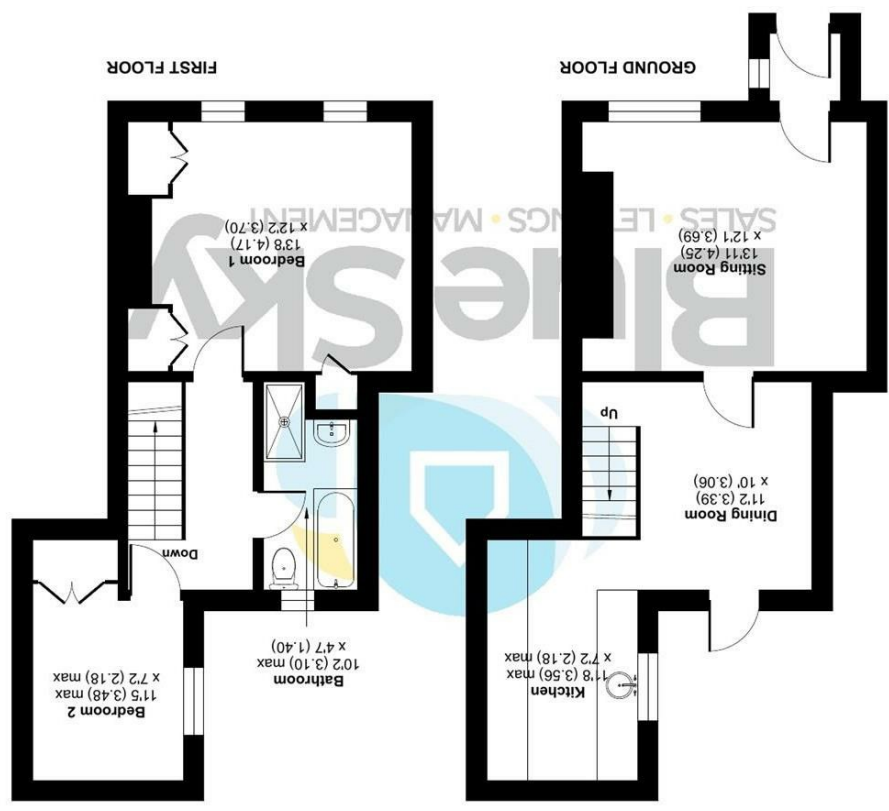 Kitchen
11'8 (3.56) max
x 7'2 (2.18) max
Bedroom 2
11'5 (3.48) max
x 7'2 (2.18)
max
Bathroom
10'2 (3.10) max
x 4'7 (1.40)
Dining Room
11'2 (3.39)
x 10' (3.06)
Up
Down
Sitting Room
13'11 (4.25)
x 12'1 (3.69)
Bedroom 1
13'8 (4.17)
x 12'2 (3.70)
BlueSky
SALES • LETTINGS • MANAGEMENT
GROUND FLOOR
FIRST FLOOR